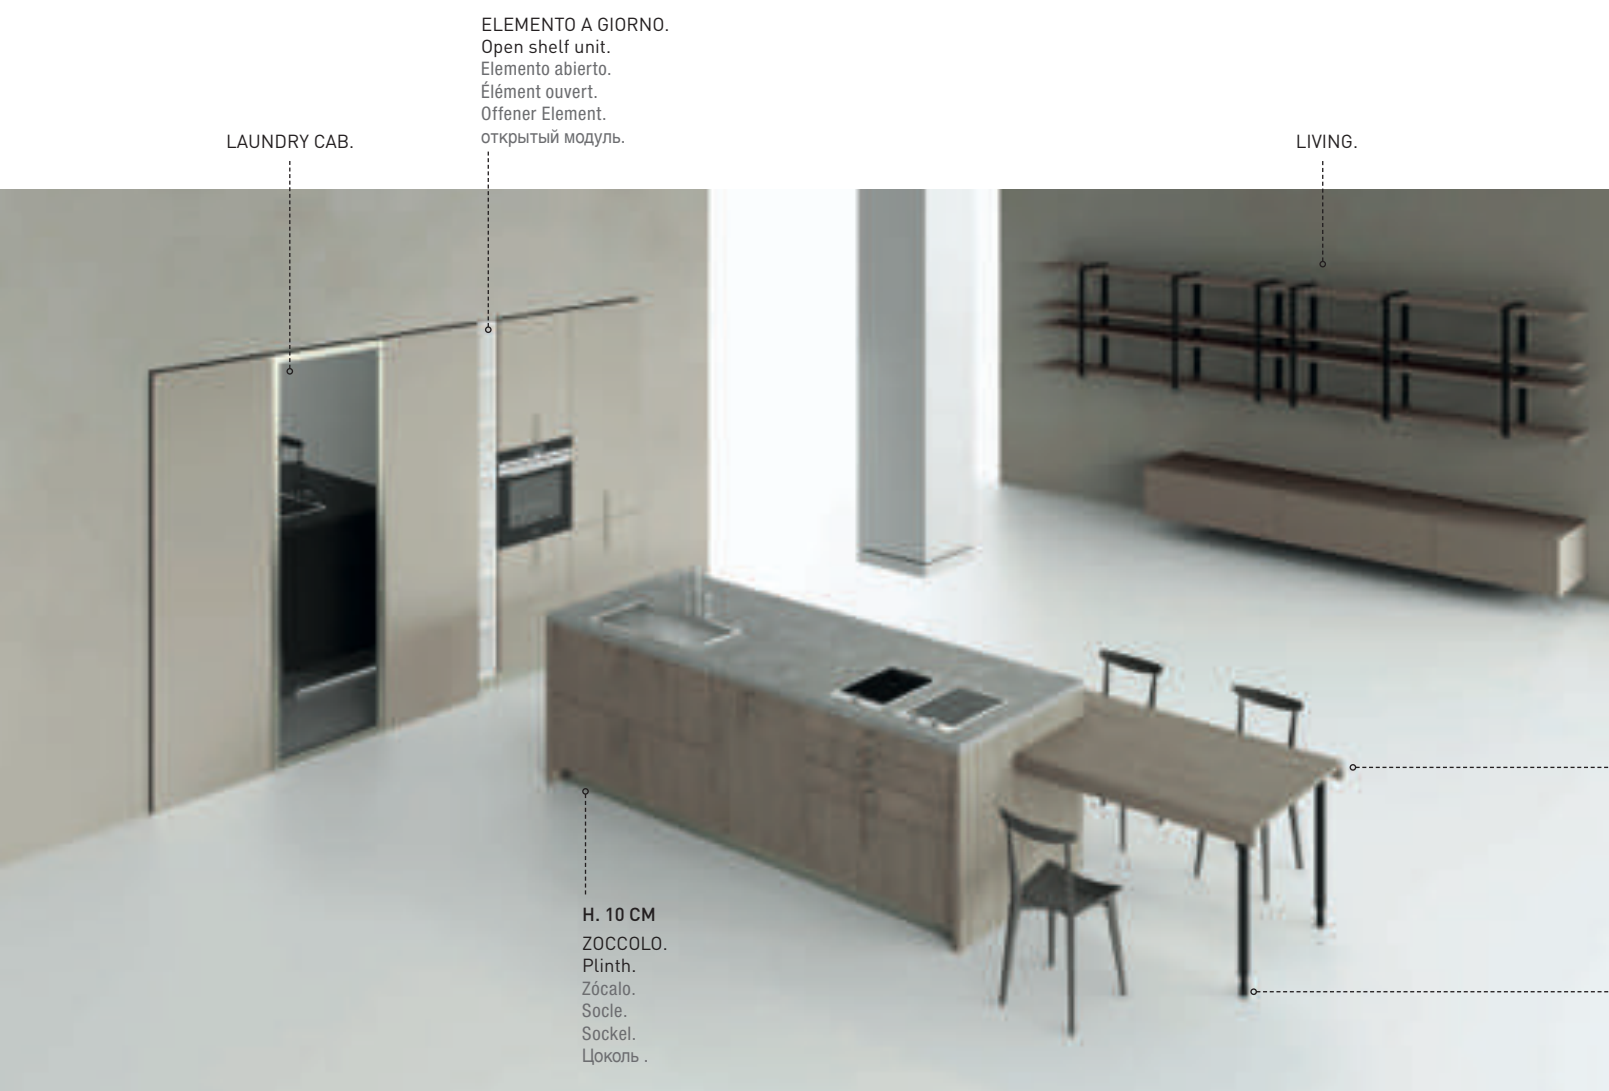 ELEMENTO A GIORNO.
Open shelf unit.
Elemento abierto.
Élément ouvert.
Offener Element.
открытый модуль.
LAUNDRY CAB.
LIVING.
H. 10 CM
ZOCCOLO.
Plinth.
Zócalo.
Socle.
Sockel.
Цоколь .